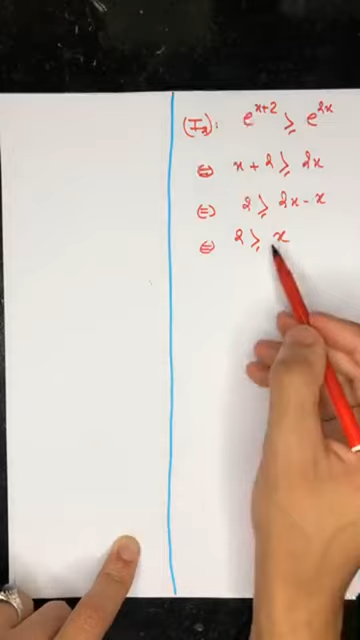 (I₂): e^{x+2} ⩾ e^{2x}
⇔ x + 2 ⩾ 2x
⇔ 2 ⩾ 2x - x
⇔ 2 ⩾ x